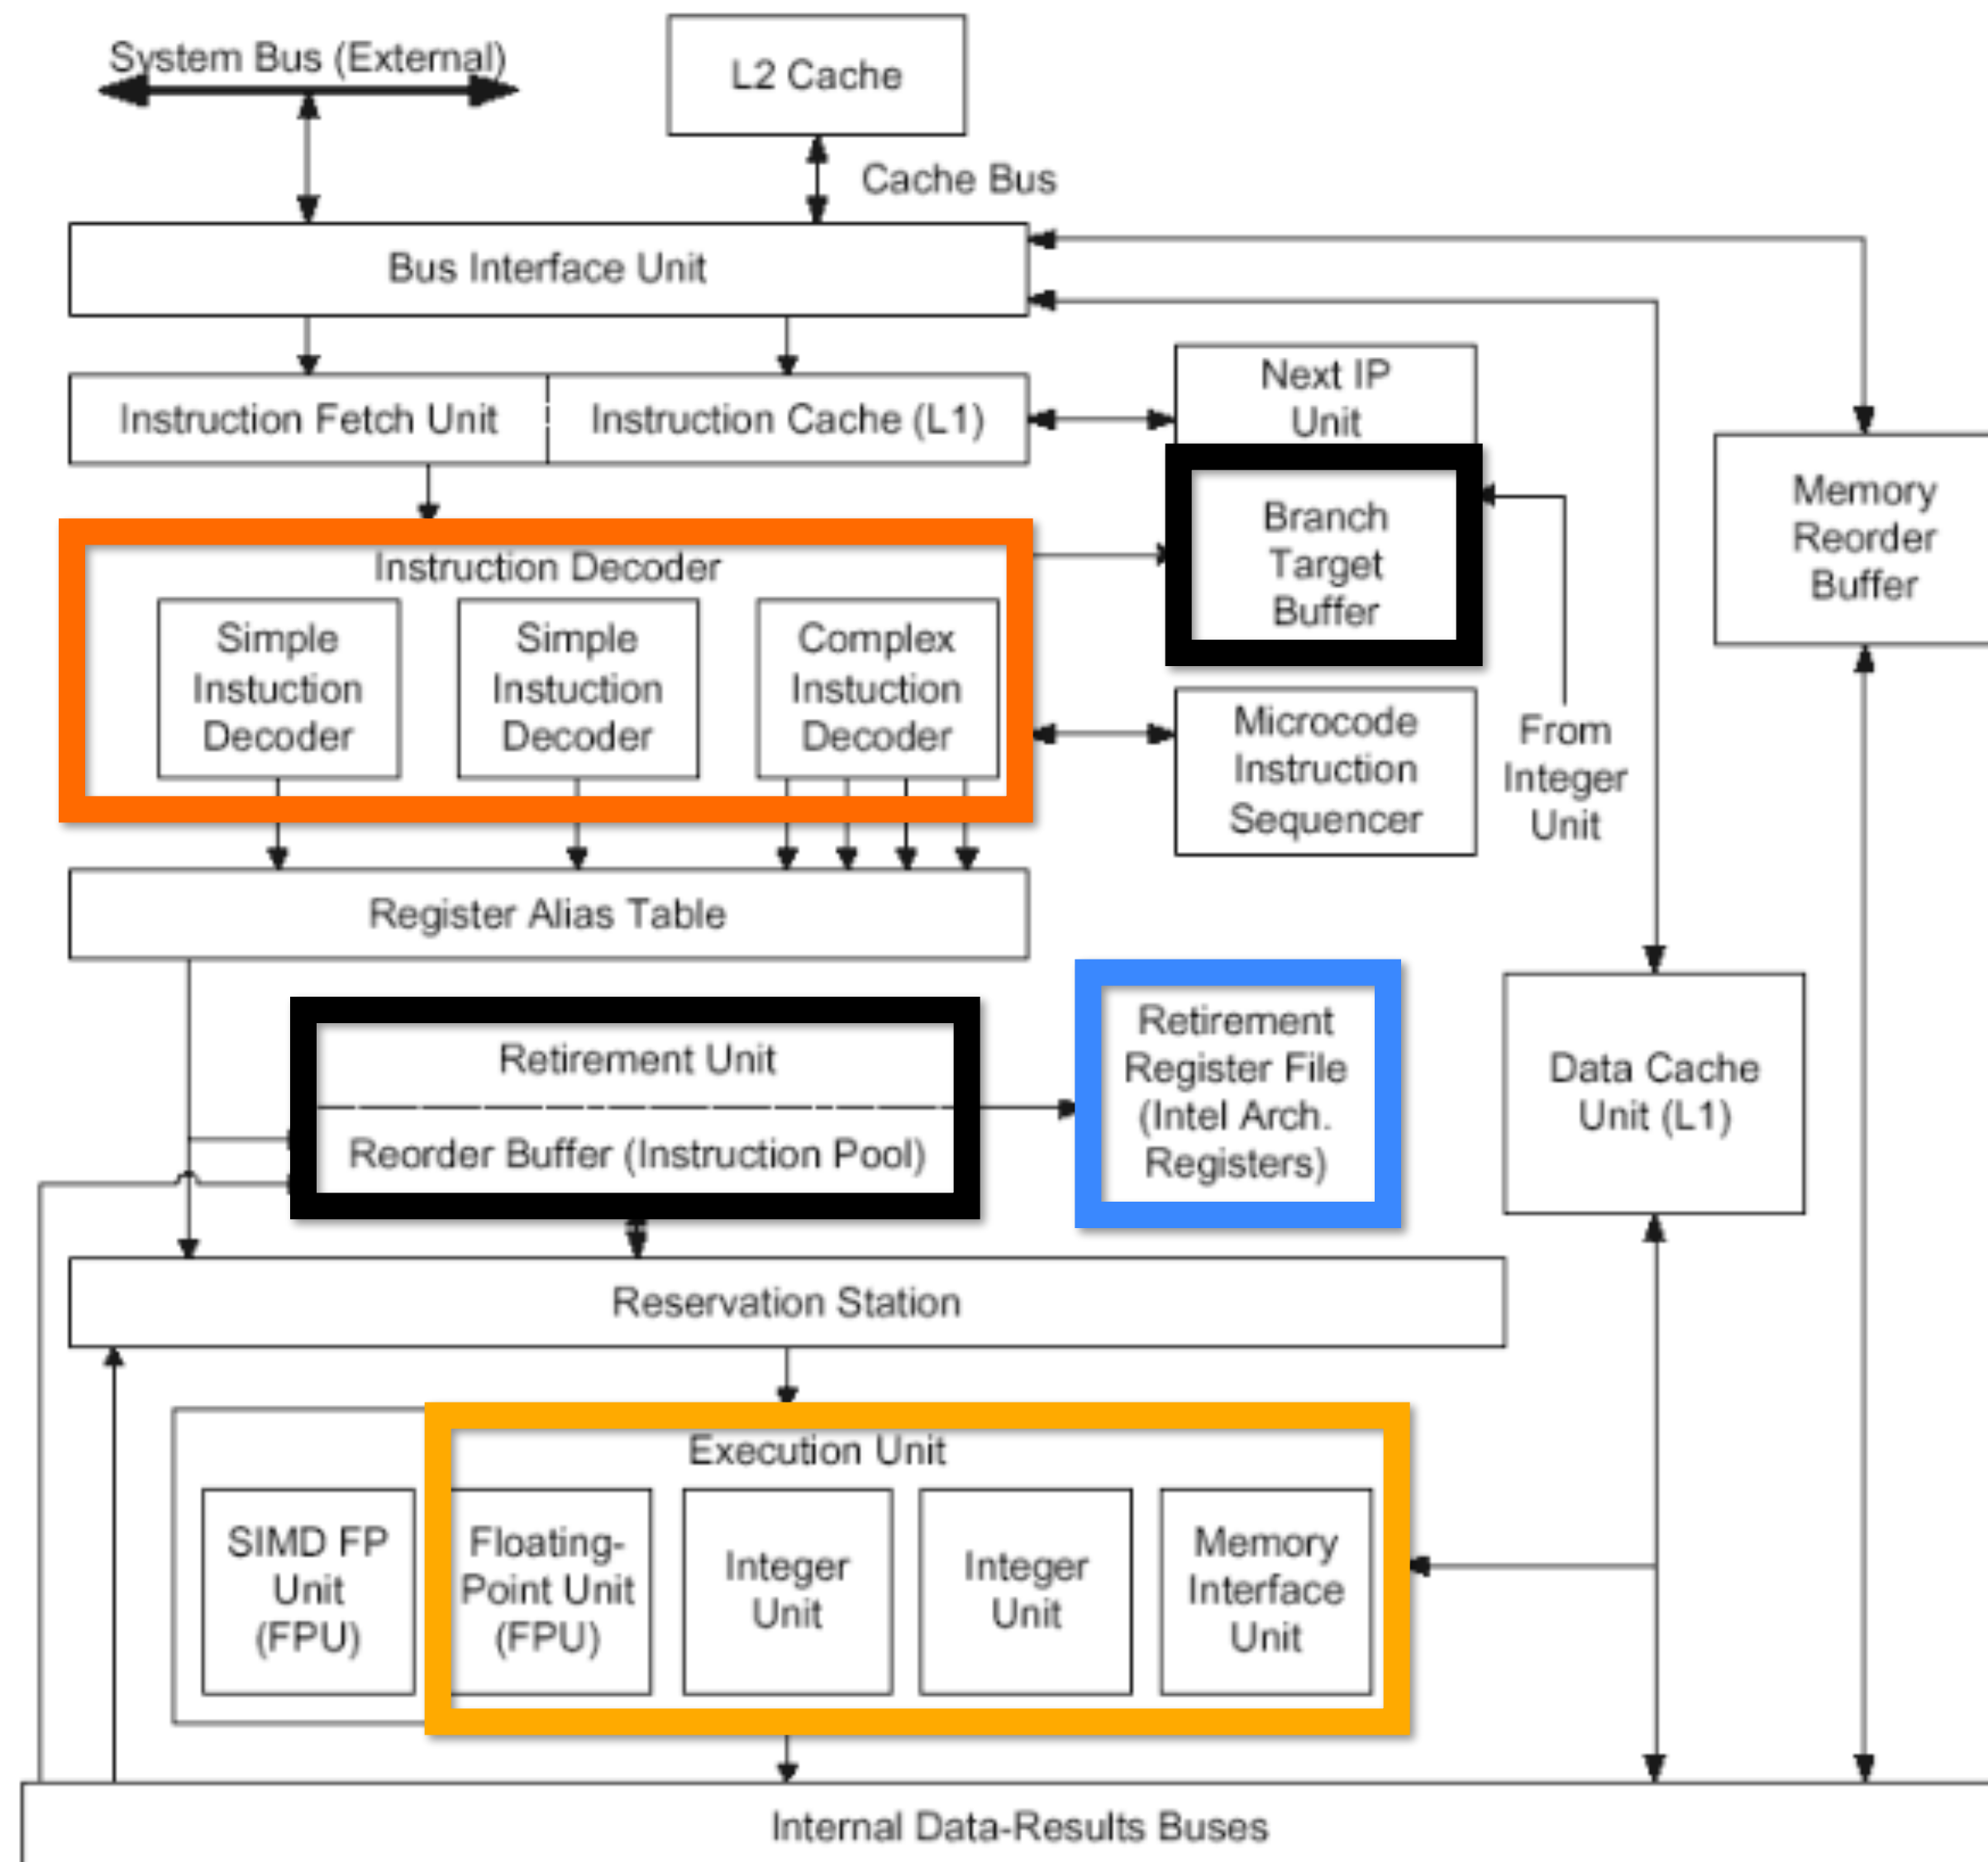 System Bus (External)
L2 Cache
Cache Bus
Bus Interface Unit
Instruction Fetch Unit
Instruction Cache (L1)
Next IP
Unit
Branch
Target
Buffer
Memory
Reorder
Buffer
Instruction Decoder
Simple
Instuction
Decoder
Simple
Instuction
Decoder
Complex
Instuction
Decoder
Microcode
Instruction
Sequencer
From
Integer
Unit
Register Alias Table
Retirement Unit
Reorder Buffer (Instruction Pool)
Retirement
Register File
(Intel Arch.
Registers)
Data Cache
Unit (L1)
Reservation Station
Execution Unit
SIMD FP
Unit
(FPU)
Floating-
Point Unit
(FPU)
Integer
Unit
Integer
Unit
Memory
Interface
Unit
Internal Data-Results Buses